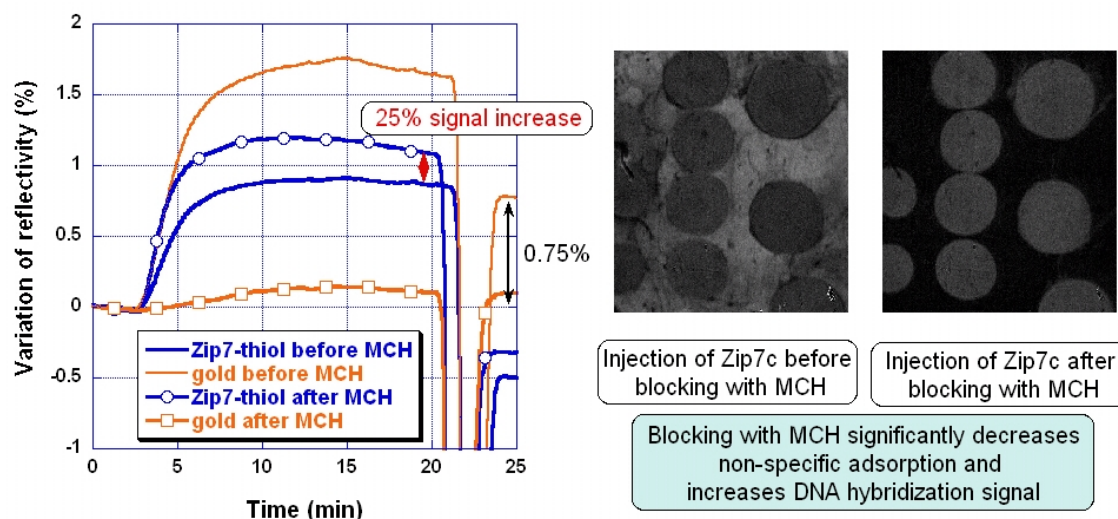 2
1.5
1
0.5
0
-0.5
-1
Variation of reflectivity (%)
25% signal increase
0.75%
Zip7-thiol before MCH
gold before MCH
Zip7-thiol after MCH
gold after MCH
0 5 10 15 20 25
Time (min)
Injection of Zip7c before
blocking with MCH
Injection of Zip7c after
blocking with MCH
Blocking with MCH significantly decreases
non-specific adsorption and
increases DNA hybridization signal